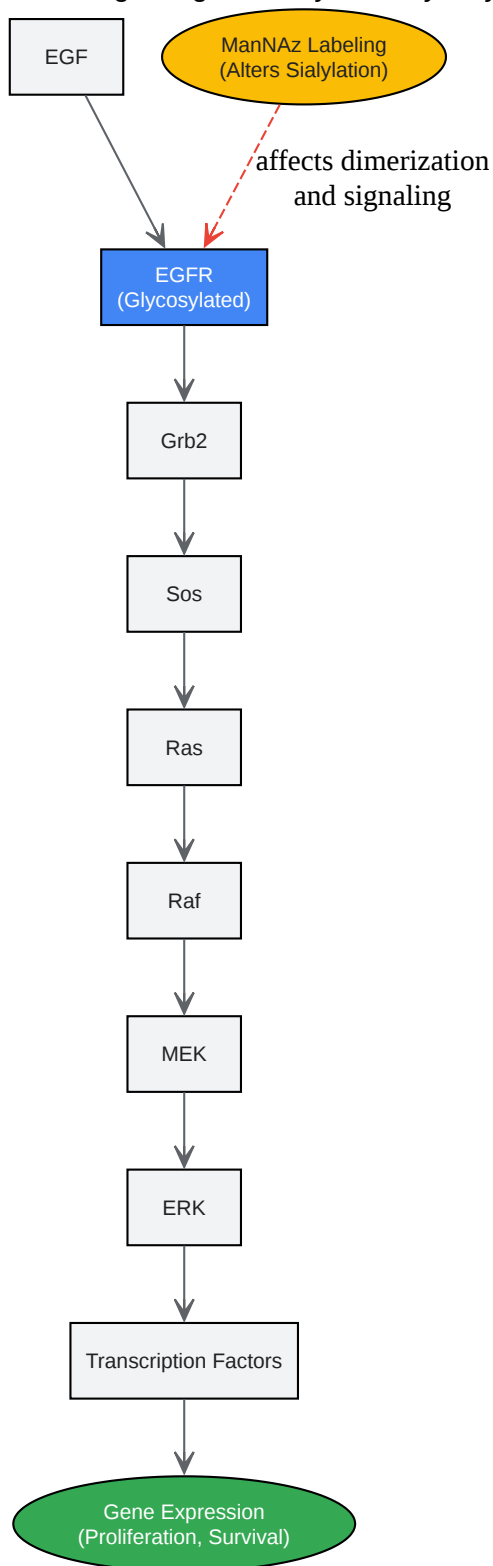 EGF
ManNAz Labeling
(Alters Sialylation)
affects dimerization
and signaling
EGFR
(Glycosylated)
Grb2
Sos
Ras
Raf
MEK
ERK
Transcription Factors
Gene Expression
(Proliferation, Survival)